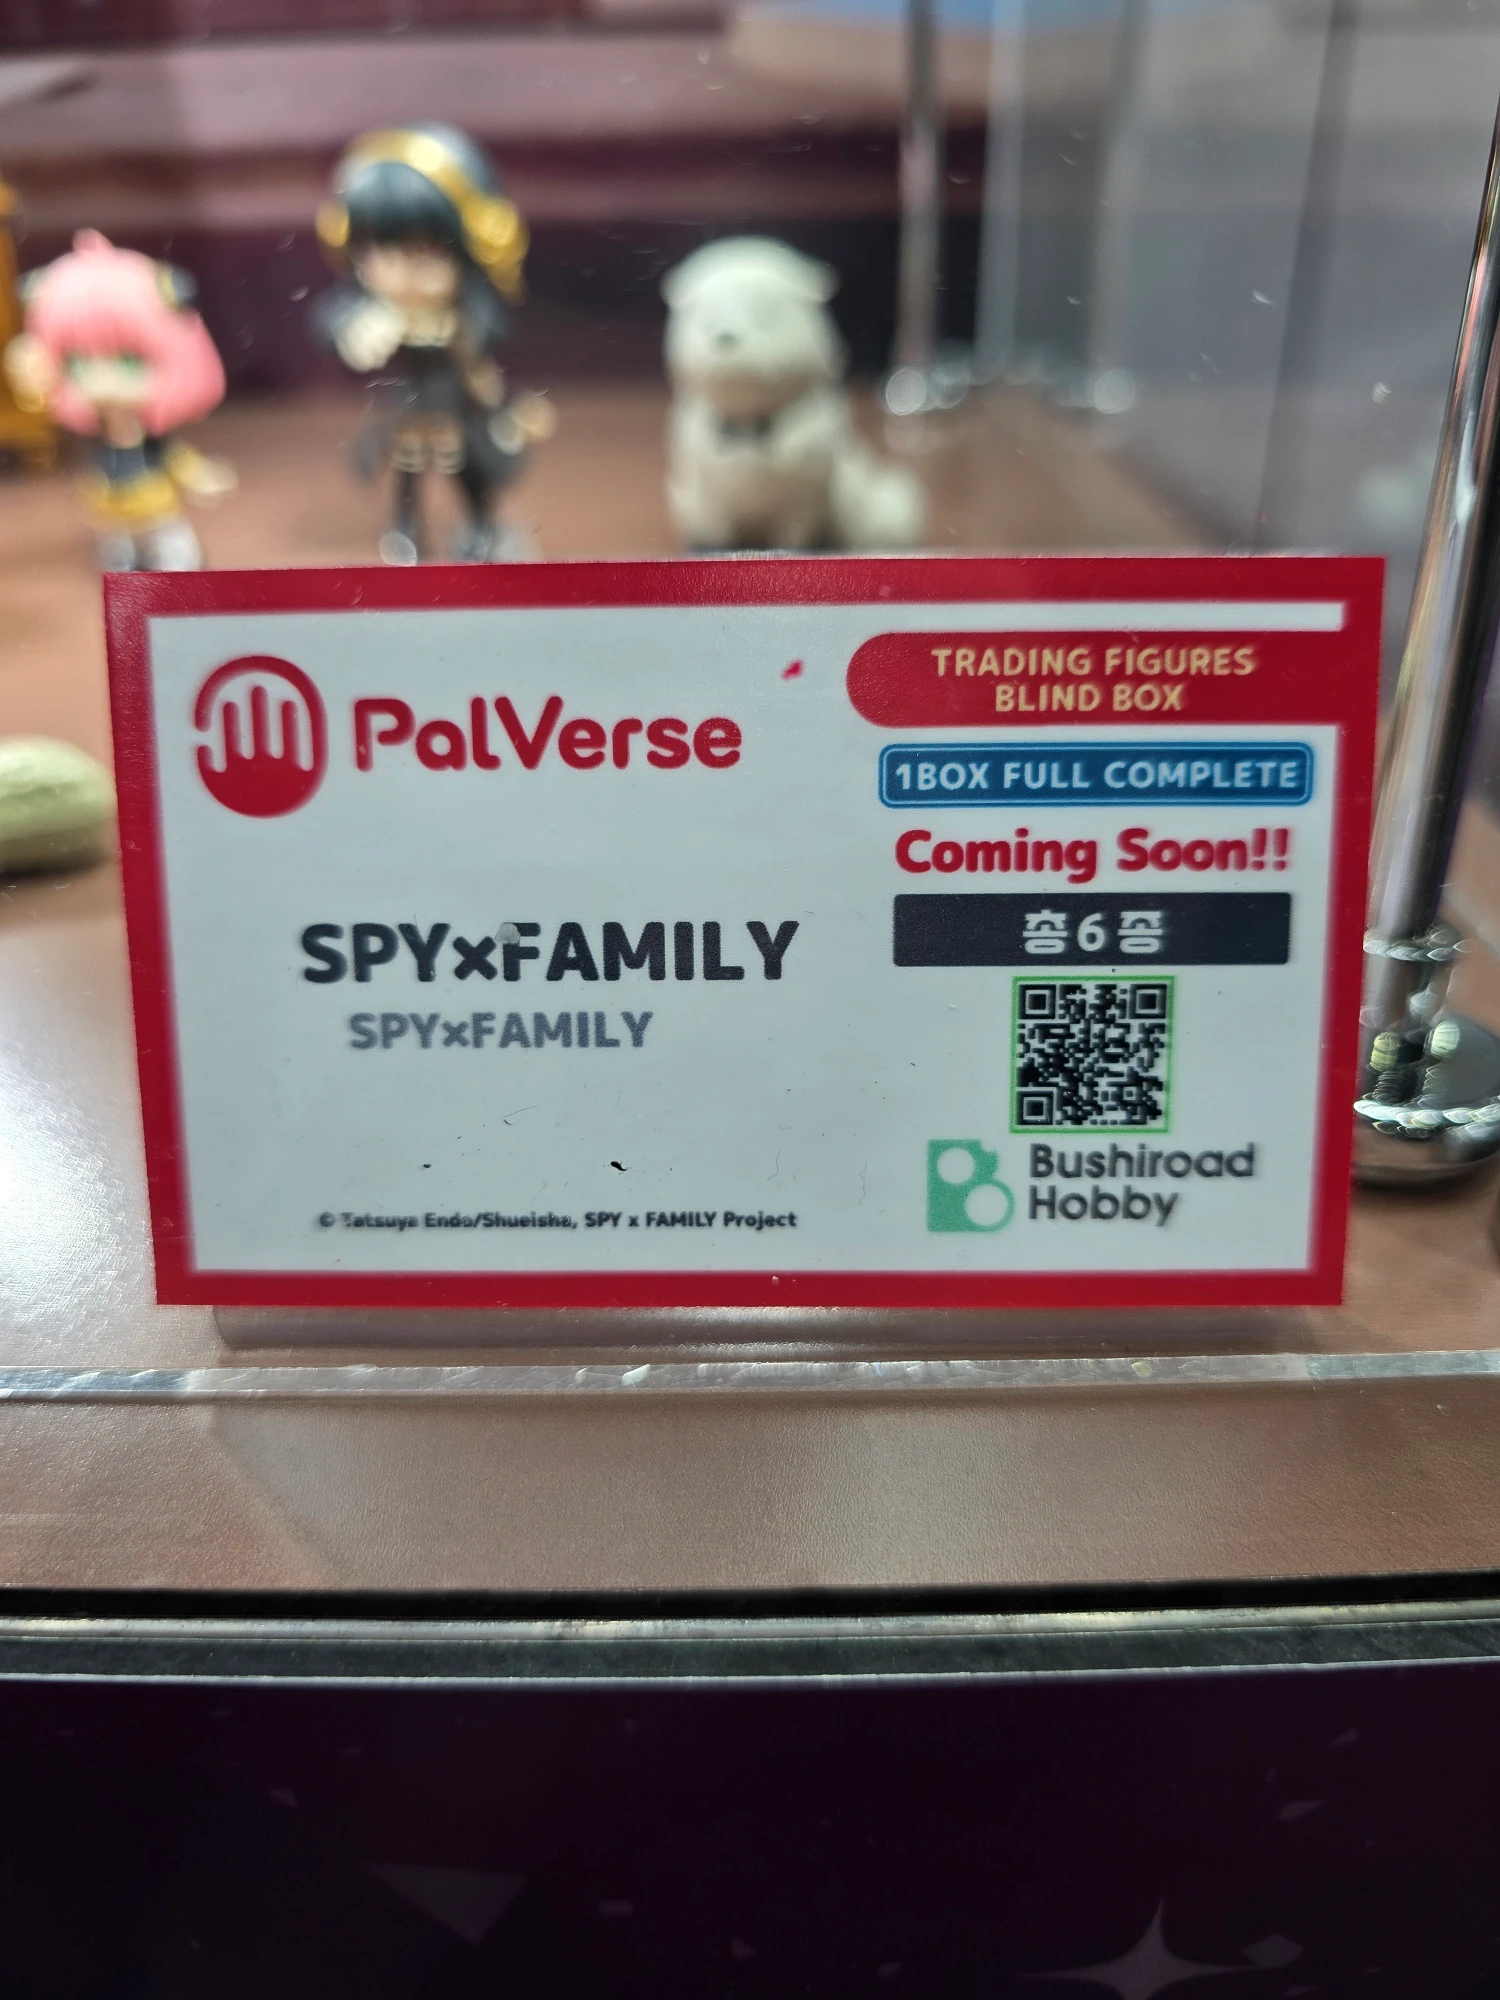 PalVerse
TRADING FIGURES
BLIND BOX
1BOX FULL COMPLETE
Coming Soon!!
총 6 종
SPY×FAMILY
SPY×FAMILY
© Tatsuya Endo/Shueisha, SPY x FAMILY Project
Bushiroad
Hobby